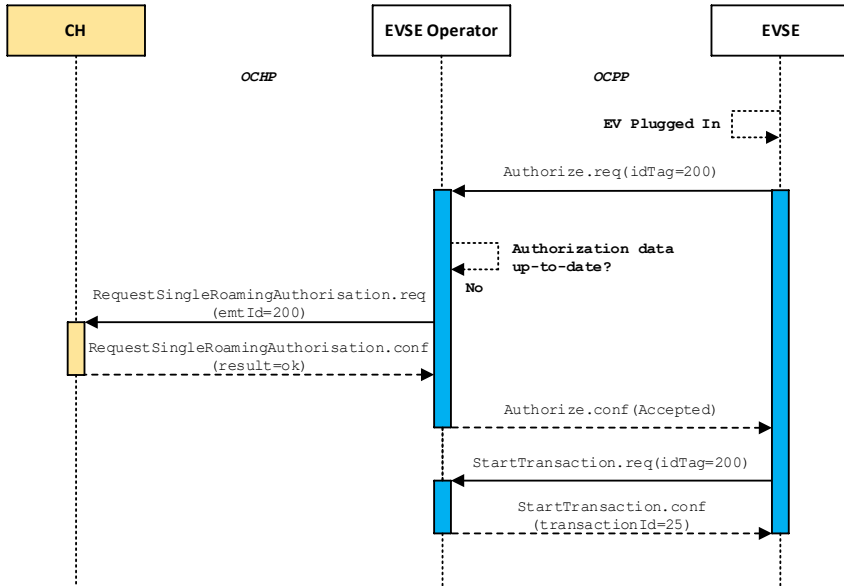 CH
EVSE Operator
EVSE
OCHP
OCPP
EV Plugged In
Authorize.req(idTag=200)
Authorization data
up-to-date?
No
RequestSingleRoamingAuthorisation.req
(emtId=200)
RequestSingleRoamingAuthorisation.conf
(result=ok)
Authorize.conf(Accepted)
StartTransaction.req(idTag=200)
StartTransaction.conf
(transactionId=25)